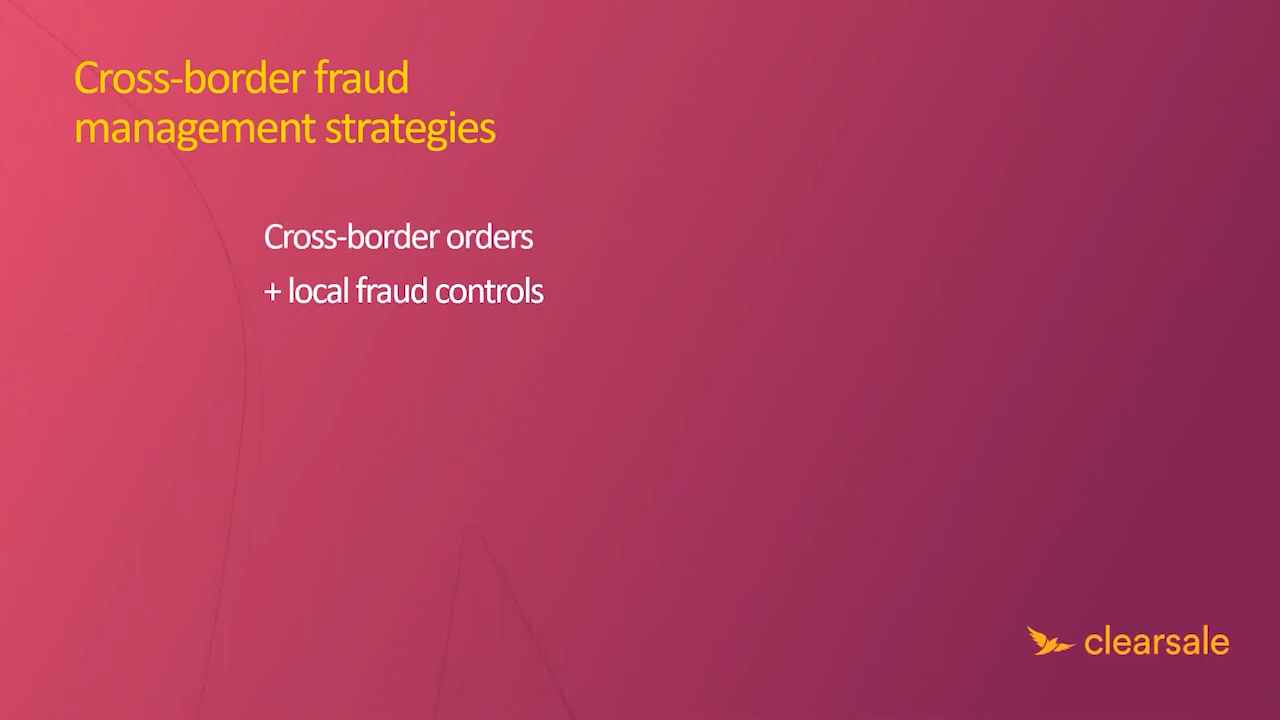 Cross-border fraud
management strategies
Cross-border orders
+ local fraud controls
clearsale